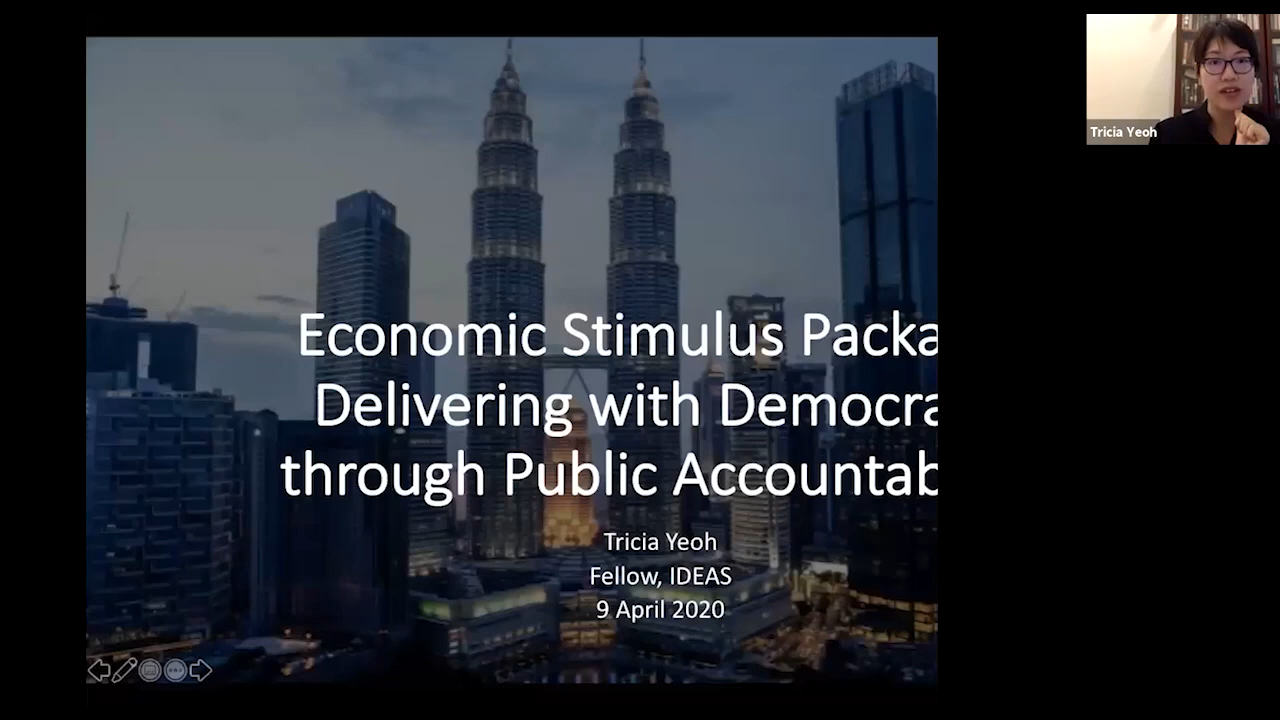 Economic Stimulus Packa
Delivering with Democra
through Public Accountab
Tricia Yeoh
Fellow, IDEAS
9 April 2020
Tricia Yeoh